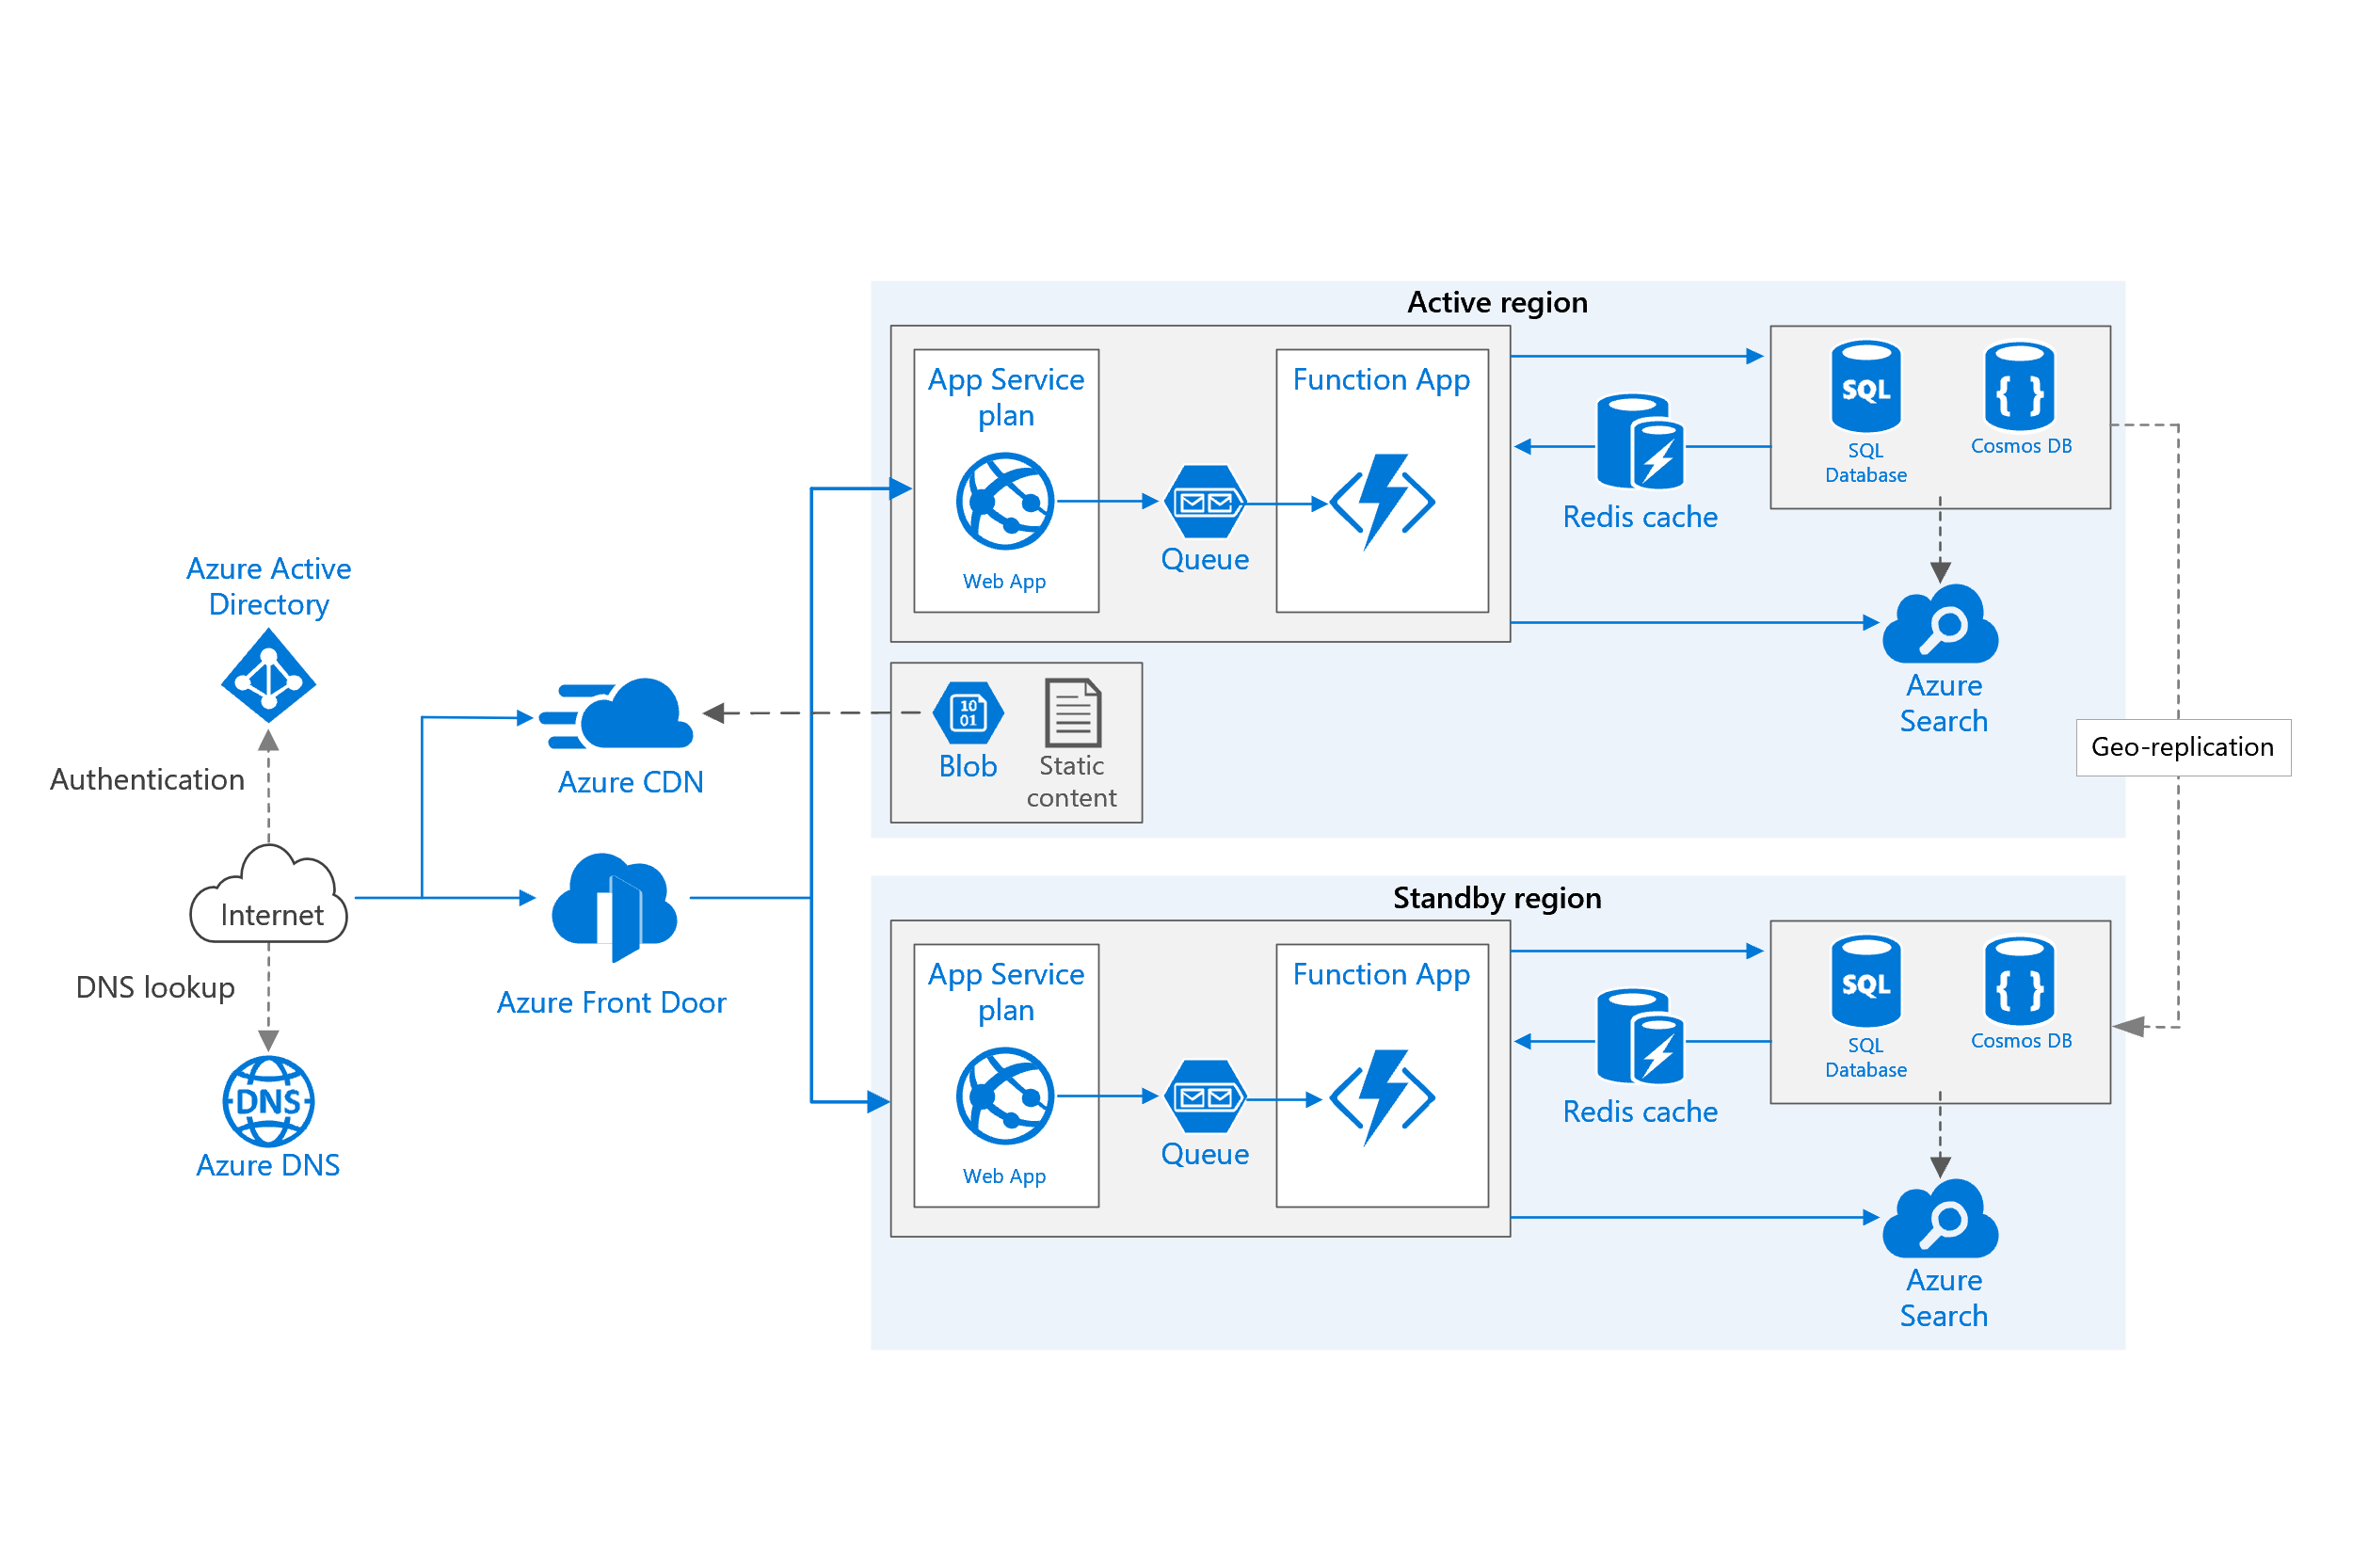 Active region
App Service
plan
Web App
Queue
Function App
Redis cache
SQL
SQL
Database
{ }
Cosmos DB
Azure
Search
10
01
Blob
Static
content
Geo-replication
Azure Active
Directory
Authentication
Internet
DNS lookup
DNS
Azure DNS
Azure CDN
Azure Front Door
Standby region
App Service
plan
Web App
Queue
Function App
Redis cache
SQL
SQL
Database
{ }
Cosmos DB
Azure
Search